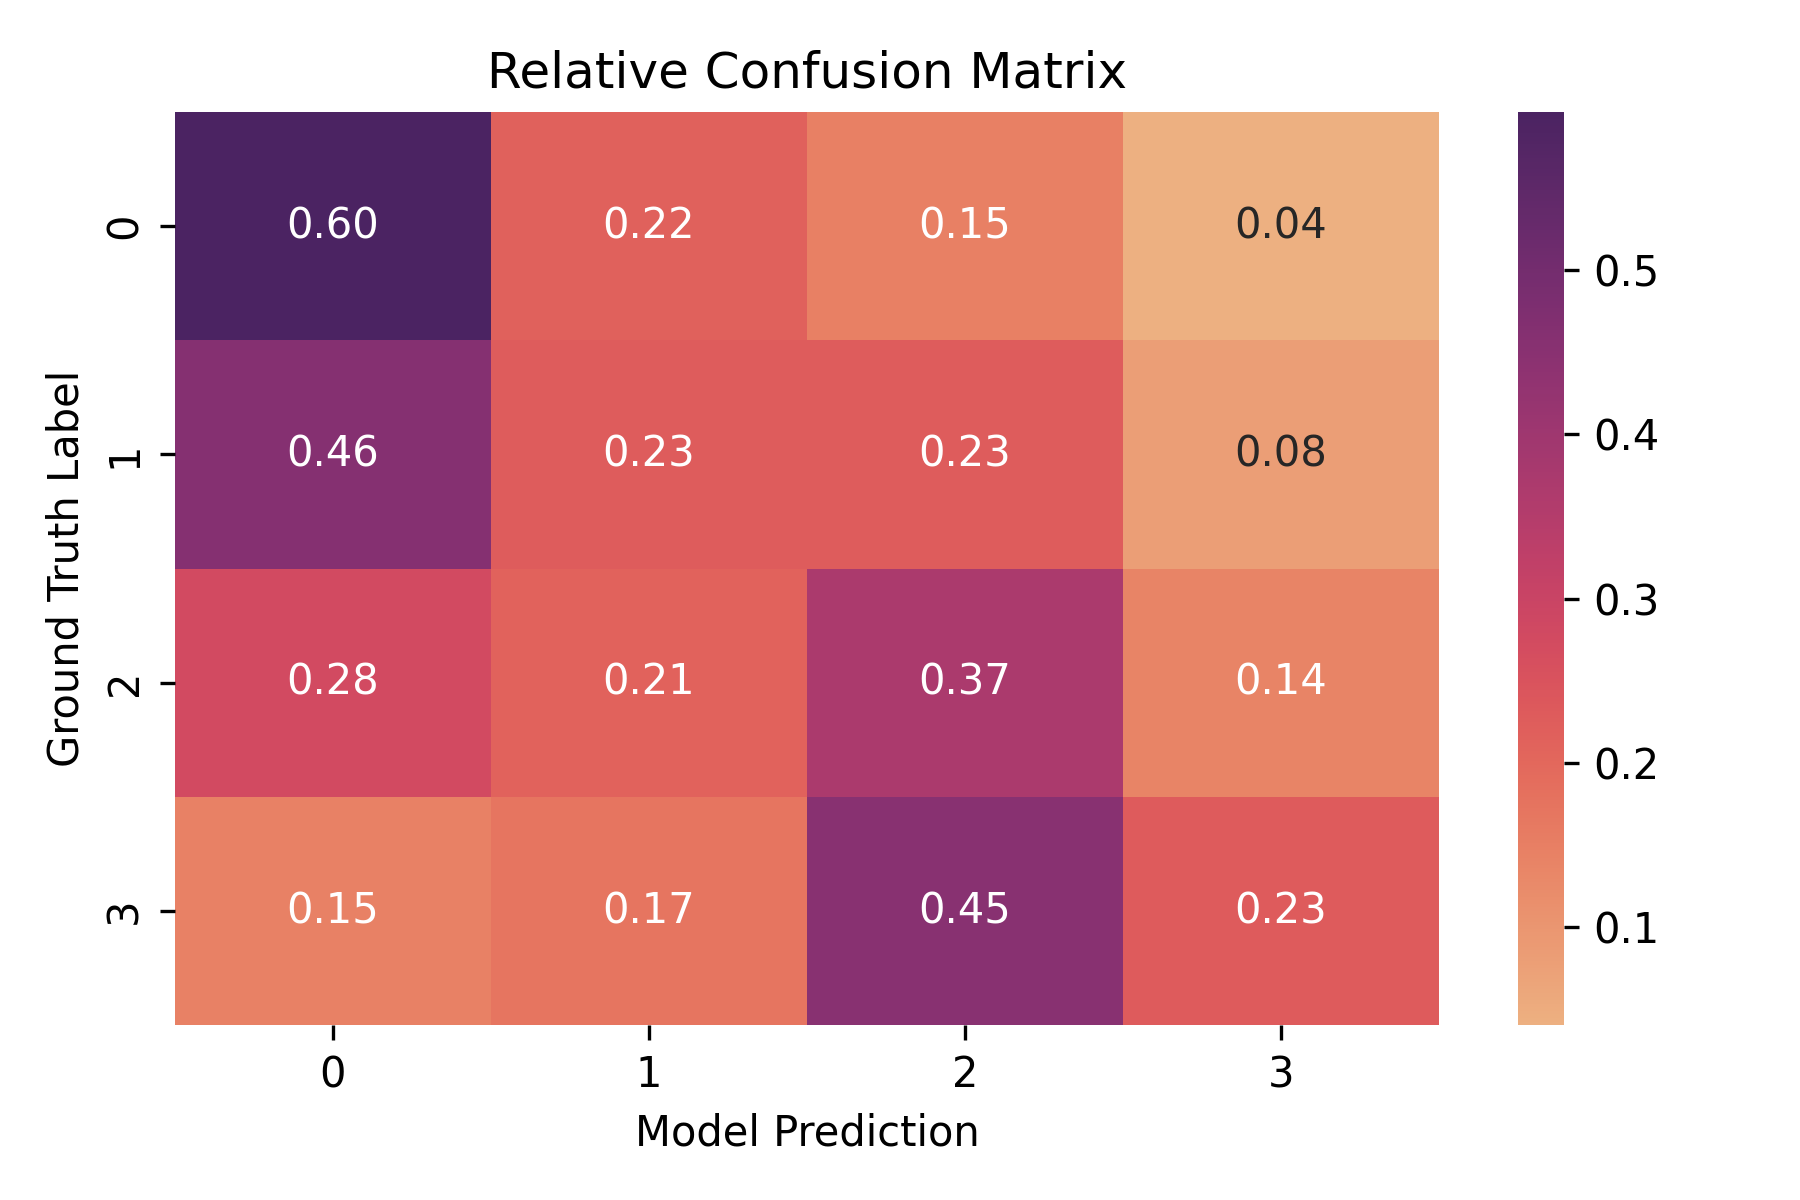 Relative Confusion Matrix
Ground Truth Label
0
0.60 0.22 0.15 0.04
1
0.46 0.23 0.23 0.08
2
0.28 0.21 0.37 0.14
3
0.15 0.17 0.45 0.23
0 1 2 3
Model Prediction
0.5
0.4
0.3
0.2
0.1